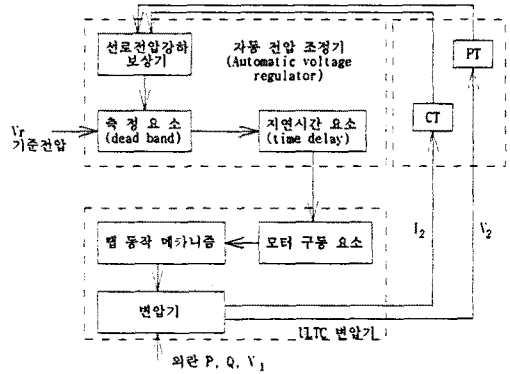 선로전압강하
보상기
자동 전압 조정기
(Automatic voltage
regulator)
PT
CT
Vr
기준전압
측 정 요 소
(dead band)
지연시간 요소
(time delay)
I2
V2
탭 동작 메카니즘
모터 구동 요소
변압기
ULTC 변압기
외란 P, Q, V1